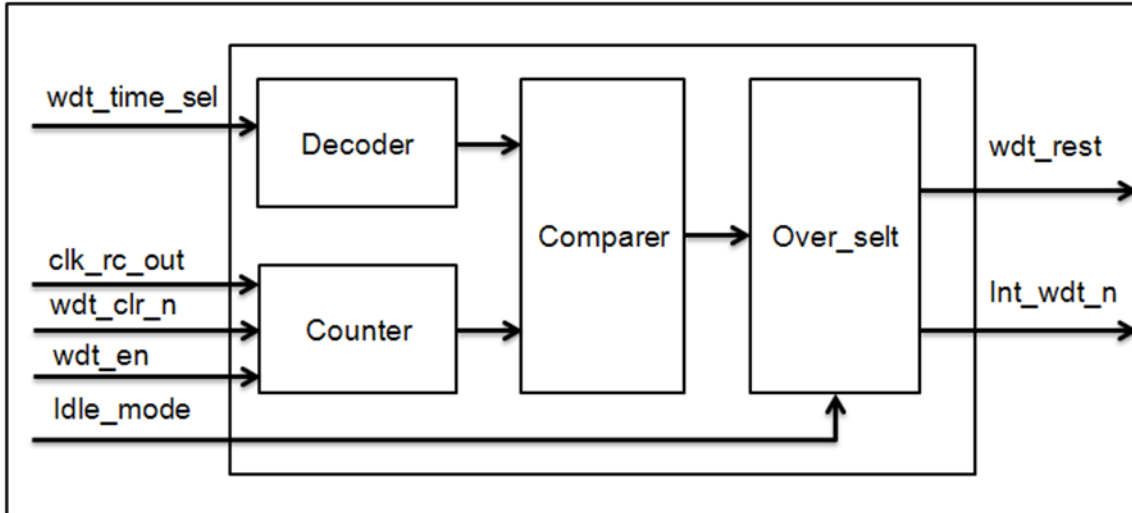 wdt_time_sel
Decoder
wdt_rest
Comparer
Over_selt
clk_rc_out
wdt_clr_n
wdt_en
Counter
Int_wdt_n
Idle_mode